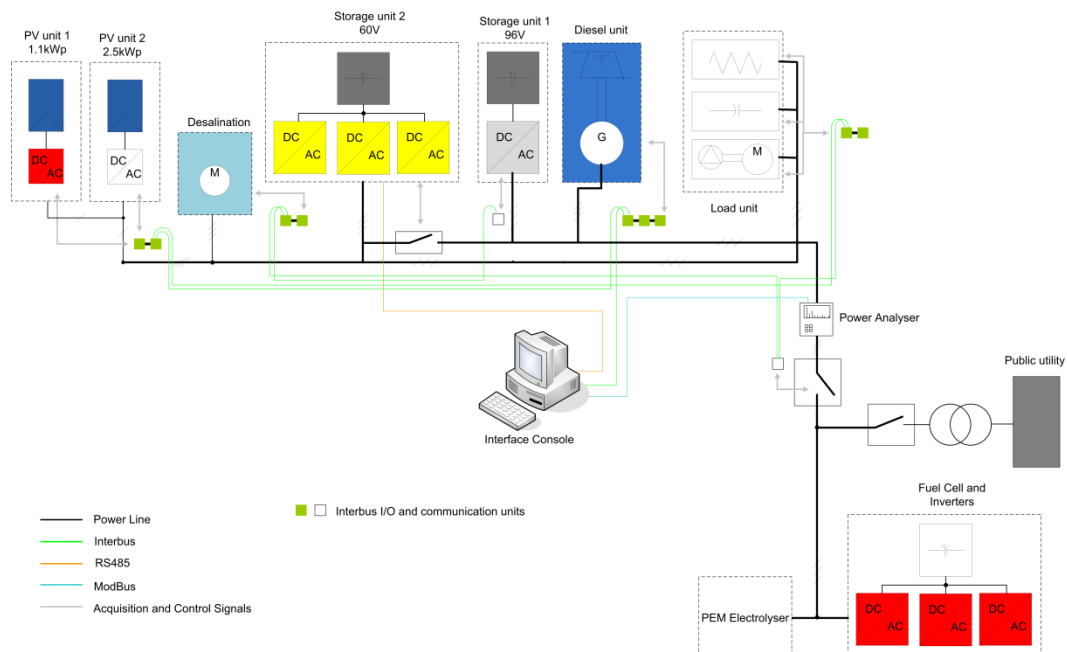 Storage unit 2
60V
Storage unit 1
96V
Diesel unit
PV unit 1
1.1kWp
PV unit 2
2.5kWp
Desalination
DC
AC
DC
AC
M
DC
AC
DC
AC
DC
AC
DC
AC
G
M
Load unit
Power Analyser
Public utility
Interface Console
Fuel Cell and
Inverters
Interbus I/O and communication units
Power Line
Interbus
RS485
ModBus
Acquisition and Control Signals
PEM Electrolyser
DC
AC
DC
AC
DC
AC